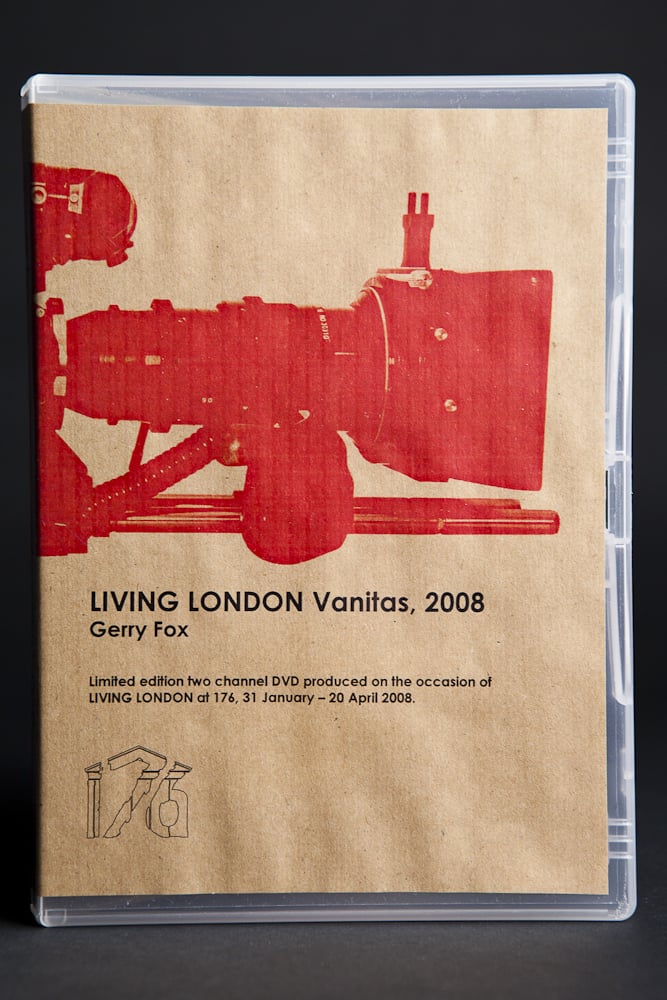 LIVING LONDON Vanitas, 2008
Gerry Fox
Limited edition two channel DVD produced on the occasion of
LIVING LONDON at 176, 31 January – 20 April 2008.
176